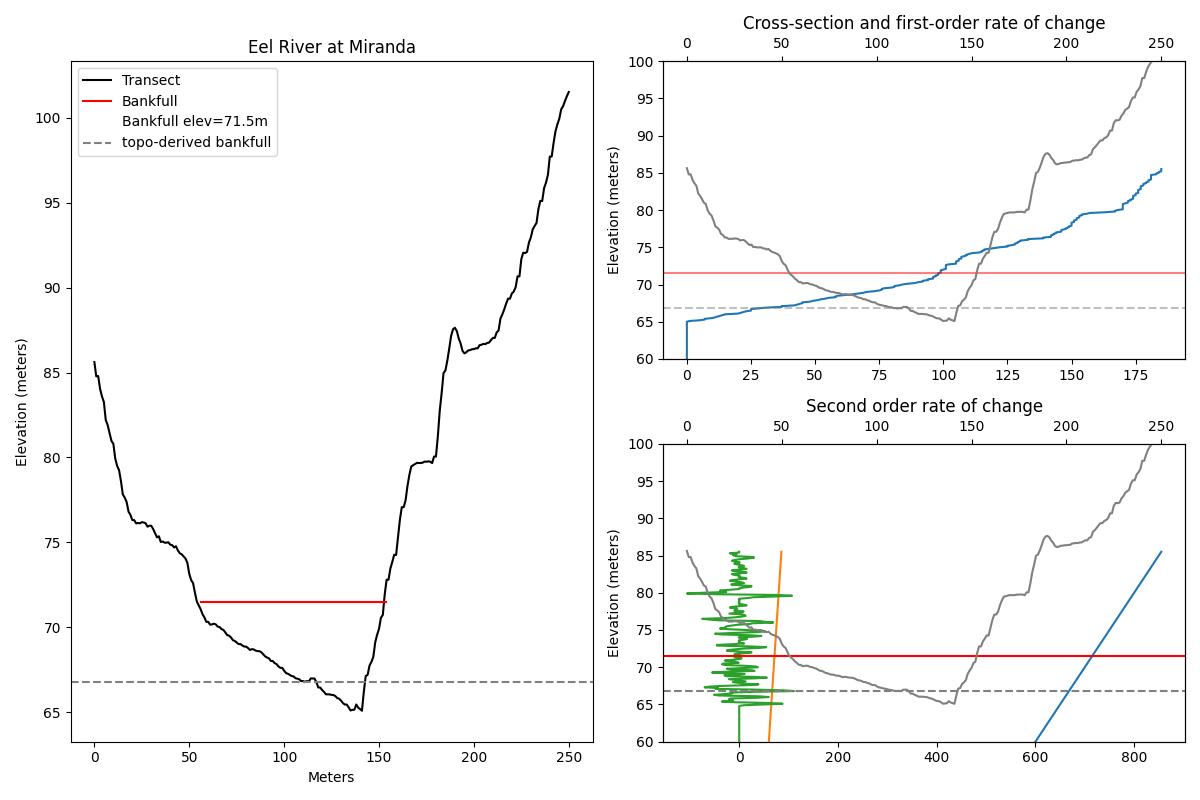 Eel River at Miranda
Transect
Bankfull
Bankfull elev=71.5m
topo-derived bankfull
100
95
90
85
80
75
70
65
Elevation (meters)
0 50 100 150 200 250
Meters
Cross-section and first-order rate of change
0 50 100 150 200 250
100
95
90
85
80
75
70
65
60
Elevation (meters)
0 25 50 75 100 125 150 175
Second order rate of change
0 50 100 150 200 250
100
95
90
85
80
75
70
65
60
Elevation (meters)
0 200 400 600 800